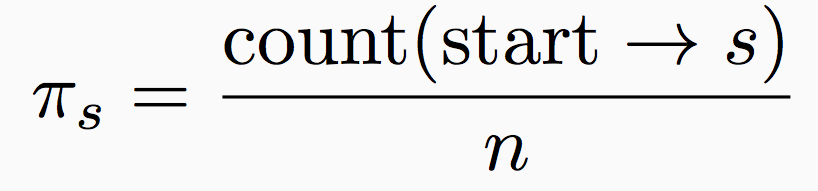 π_s = count(start → s) / n